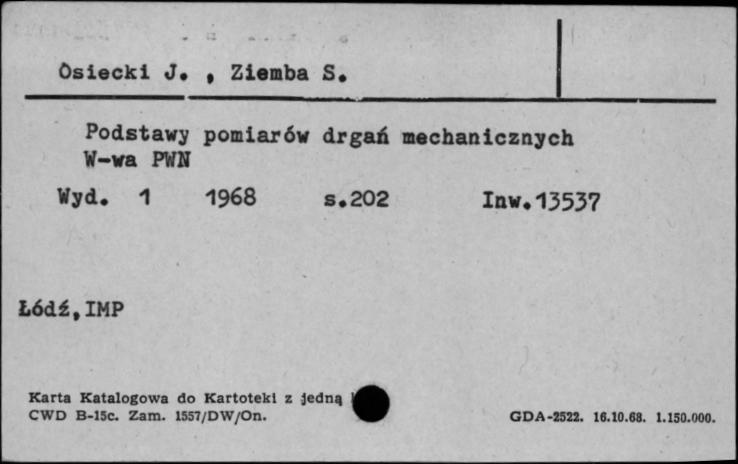 Osiecki J. , Ziemba S.
Podstawy pomiarów drgań mechanicznych
W-wa PWN
Wyd. 1 1968 s.202 Inw.13537
Łódź,IMP
Karta Katalogowa do Kartoteki z jedną
CWD B-15c. Zam. 1557/DW/On. GDA-2522. 16.10.68. 1.150.000.